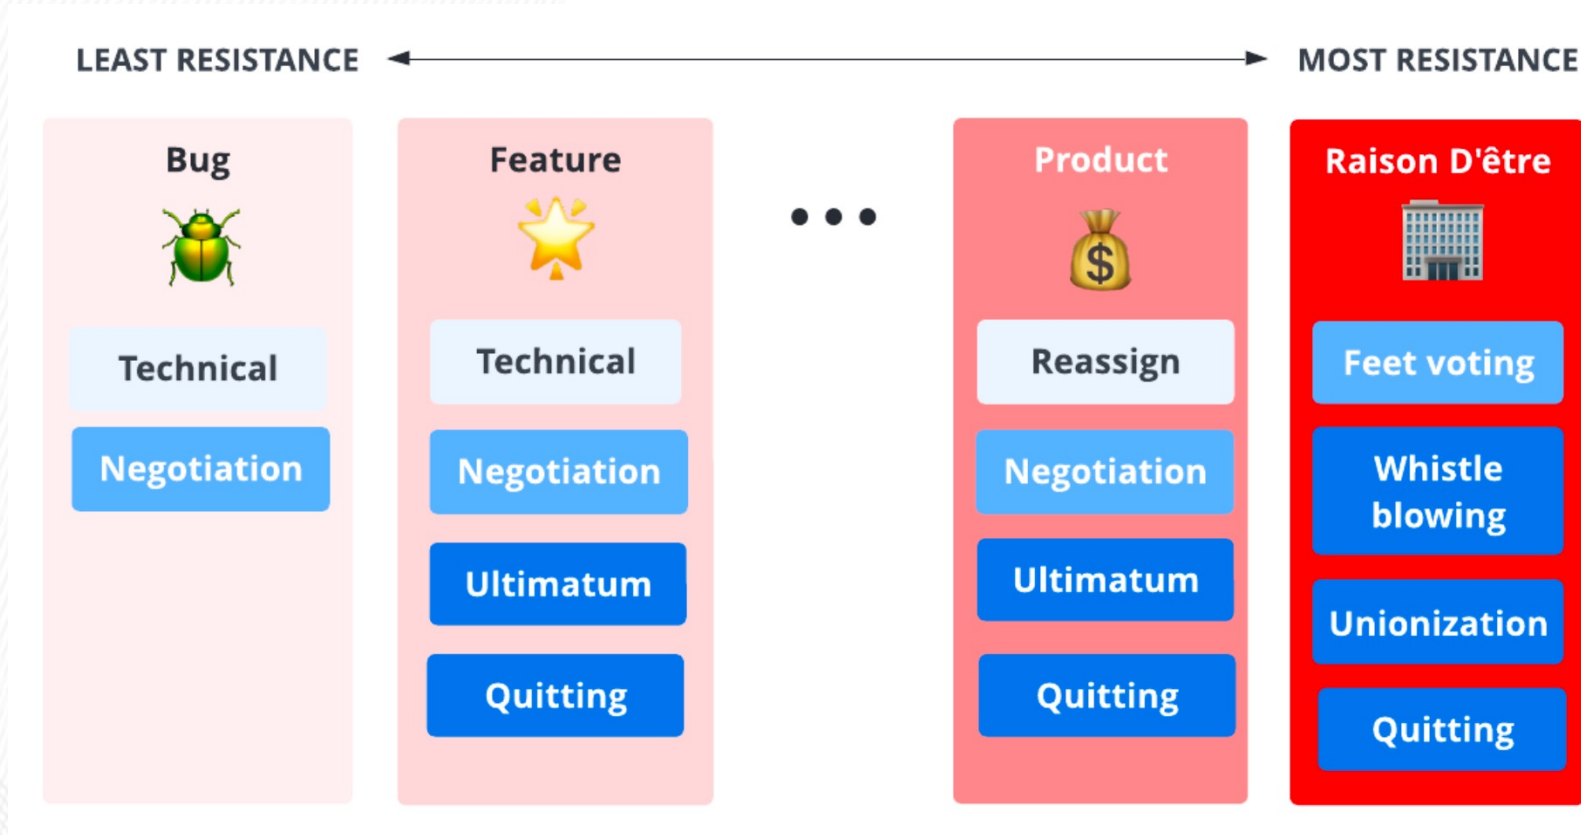 LEAST RESISTANCE
MOST RESISTANCE
Bug
Technical
Negotiation
Feature
Technical
Negotiation
Ultimatum
Quitting
Product
$
Reassign
Negotiation
Ultimatum
Quitting
Raison D'être
Feet voting
Whistle
blowing
Unionization
Quitting